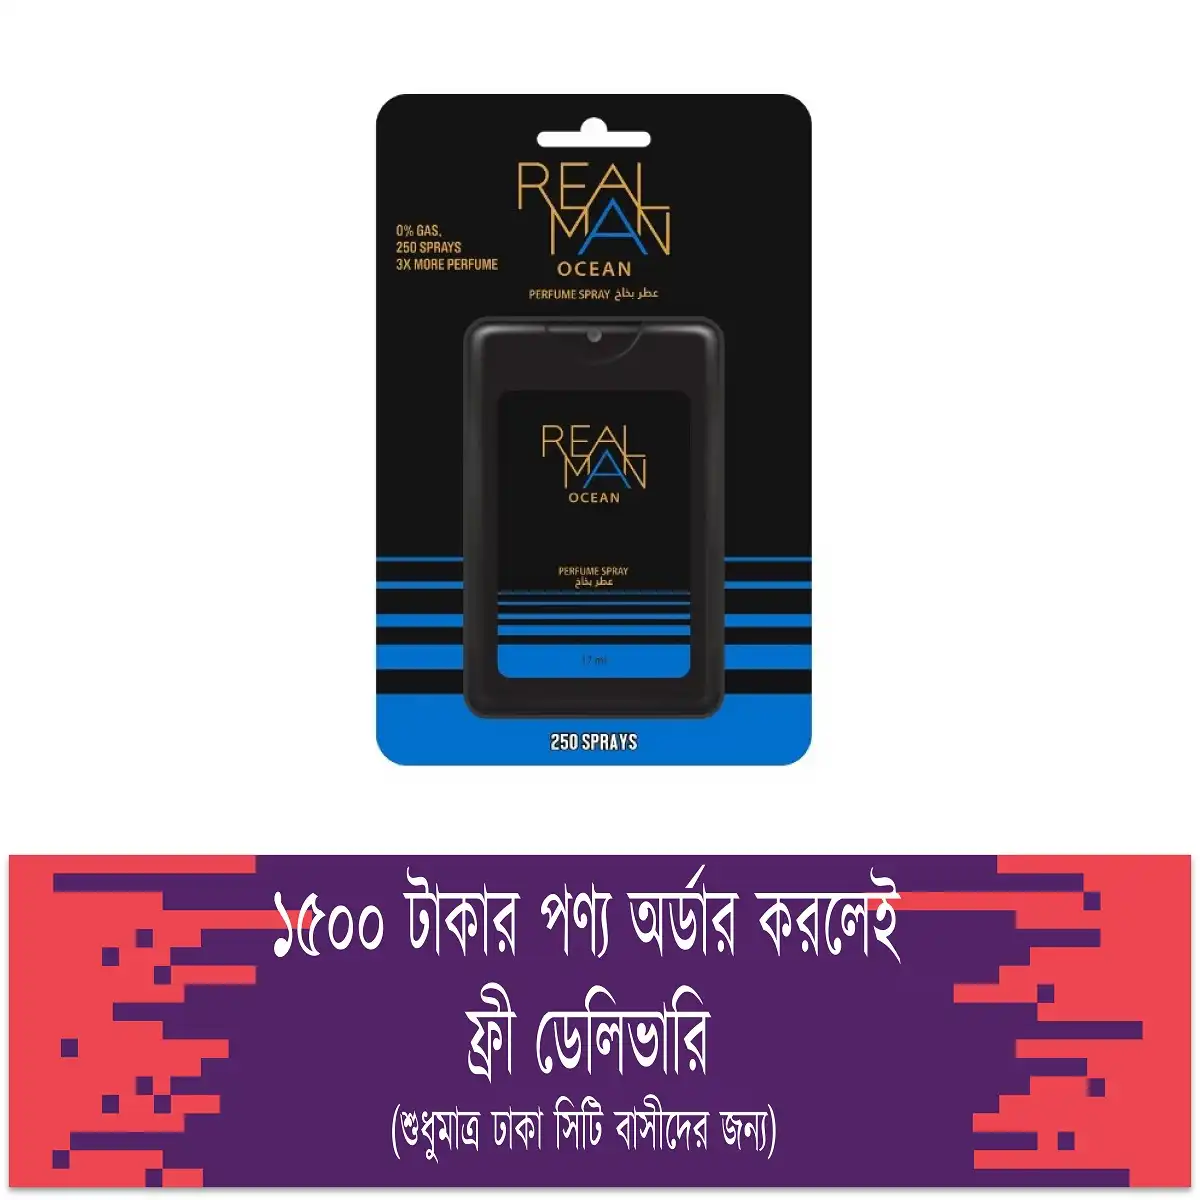 REAL
MAN
OCEAN
0% GAS,
250 SPRAYS
3X MORE PERFUME
PERFUME SPRAY عطر بخاخ
REAL
MAN
OCEAN
PERFUME SPRAY
عطر بخاخ
17 ml
250 SPRAYS
১৫০০ টাকার পণ্য অর্ডার করলেই
ফ্রী ডেলিভারি
(শুধুমাত্র ঢাকা সিটি বাসীদের জন্য)